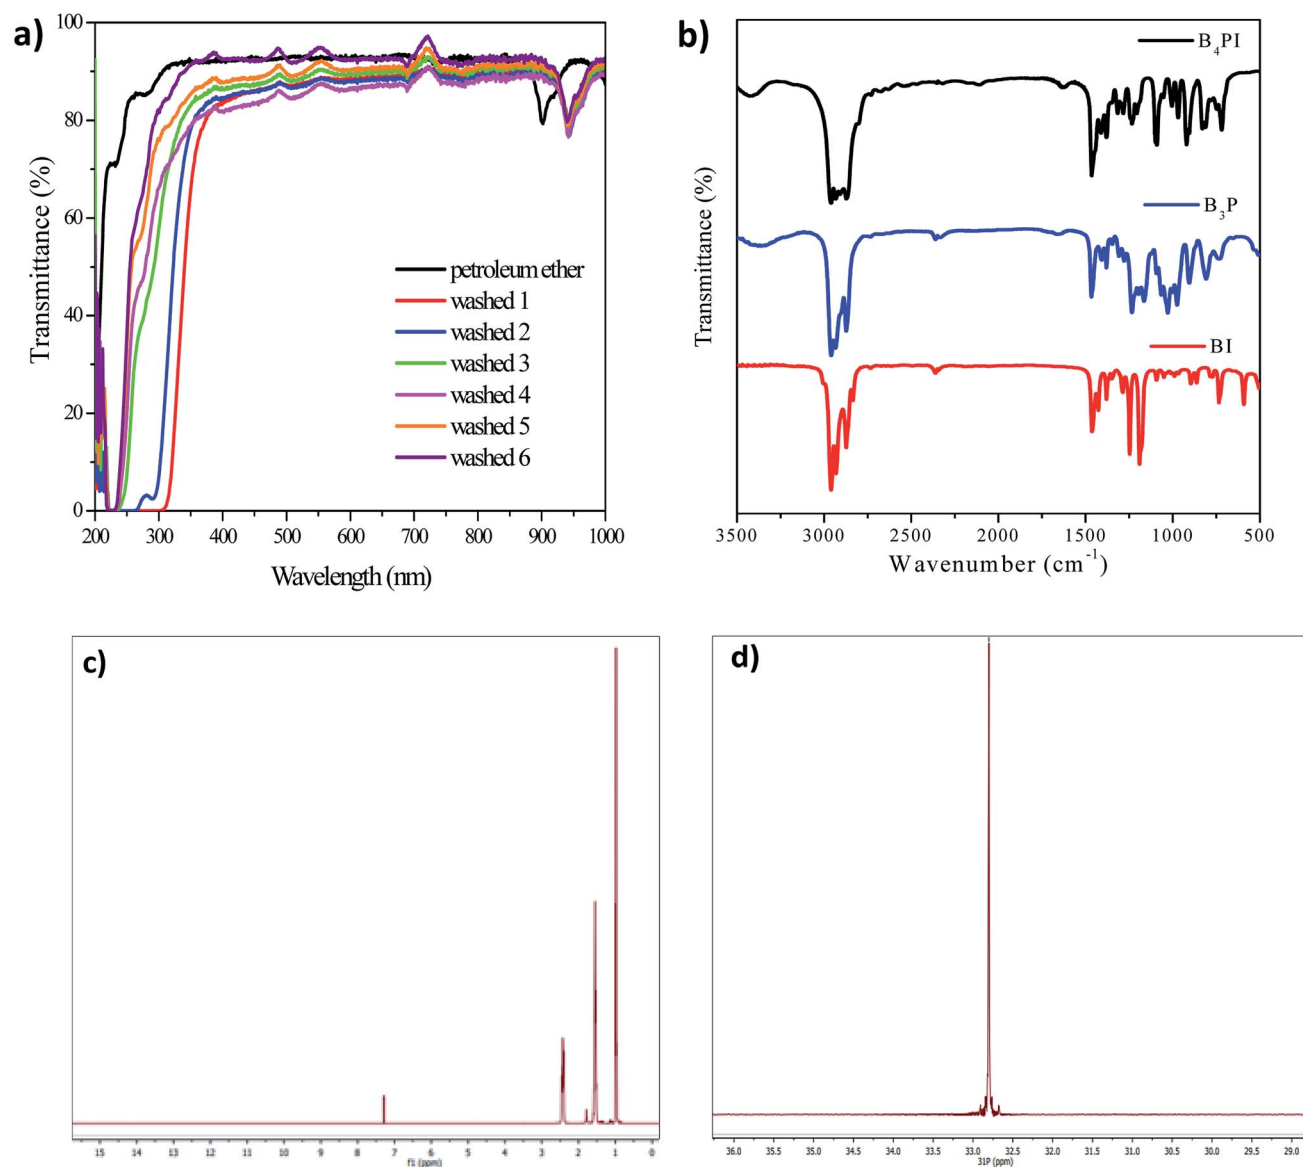 a)
Transmittance (%)
100
80
60
40
20
0
petroleum ether
washed 1
washed 2
washed 3
washed 4
washed 5
washed 6
200 300 400 500 600 700 800 900 1000
Wavelength (nm)
b)
Transmittance (%)
B₄PI
B₃P
BI
3500 3000 2500 2000 1500 1000 500
Wavenumber (cm⁻¹)
c)
15 14 13 12 11 10 9 8 7 6 5 4 3 2 1 0
f1 (ppm)
d)
36.0 35.5 35.0 34.5 34.0 33.5 33.0 32.5 32.0 31.5 31.0 30.5 30.0 29.5 29.0
31P (ppm)